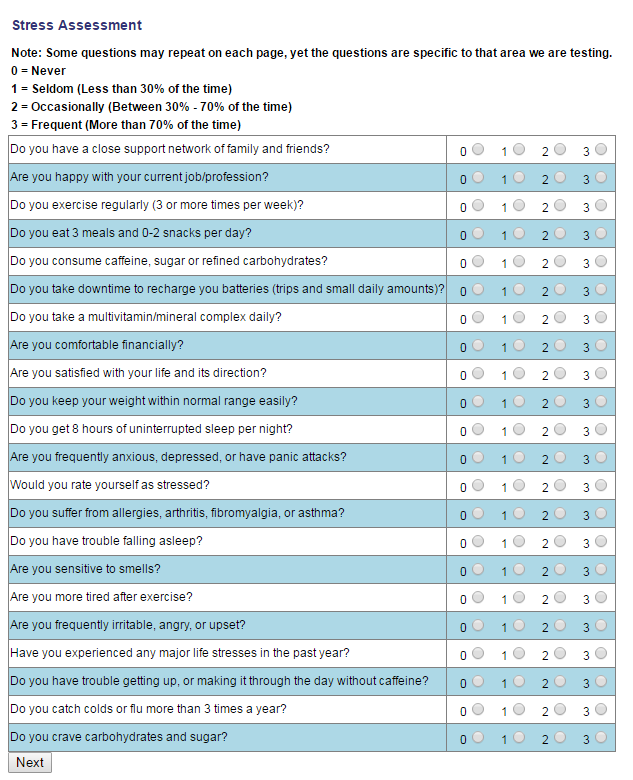 Stress Assessment
Note: Some questions may repeat on each page, yet the questions are specific to that area we are testing.
0 = Never
1 = Seldom (Less than 30% of the time)
2 = Occasionally (Between 30% - 70% of the time)
3 = Frequent (More than 70% of the time)
Do you have a close support network of family and friends? 0 1 2 3
Are you happy with your current job/profession? 0 1 2 3
Do you exercise regularly (3 or more times per week)? 0 1 2 3
Do you eat 3 meals and 0-2 snacks per day? 0 1 2 3
Do you consume caffeine, sugar or refined carbohydrates? 0 1 2 3
Do you take downtime to recharge you batteries (trips and small daily amounts)? 0 1 2 3
Do you take a multivitamin/mineral complex daily? 0 1 2 3
Are you comfortable financially? 0 1 2 3
Are you satisfied with your life and its direction? 0 1 2 3
Do you keep your weight within normal range easily? 0 1 2 3
Do you get 8 hours of uninterrupted sleep per night? 0 1 2 3
Are you frequently anxious, depressed, or have panic attacks? 0 1 2 3
Would you rate yourself as stressed? 0 1 2 3
Do you suffer from allergies, arthritis, fibromyalgia, or asthma? 0 1 2 3
Do you have trouble falling asleep? 0 1 2 3
Are you sensitive to smells? 0 1 2 3
Are you more tired after exercise? 0 1 2 3
Are you frequently irritable, angry, or upset? 0 1 2 3
Have you experienced any major life stresses in the past year? 0 1 2 3
Do you have trouble getting up, or making it through the day without caffeine? 0 1 2 3
Do you catch colds or flu more than 3 times a year? 0 1 2 3
Do you crave carbohydrates and sugar? 0 1 2 3
Next